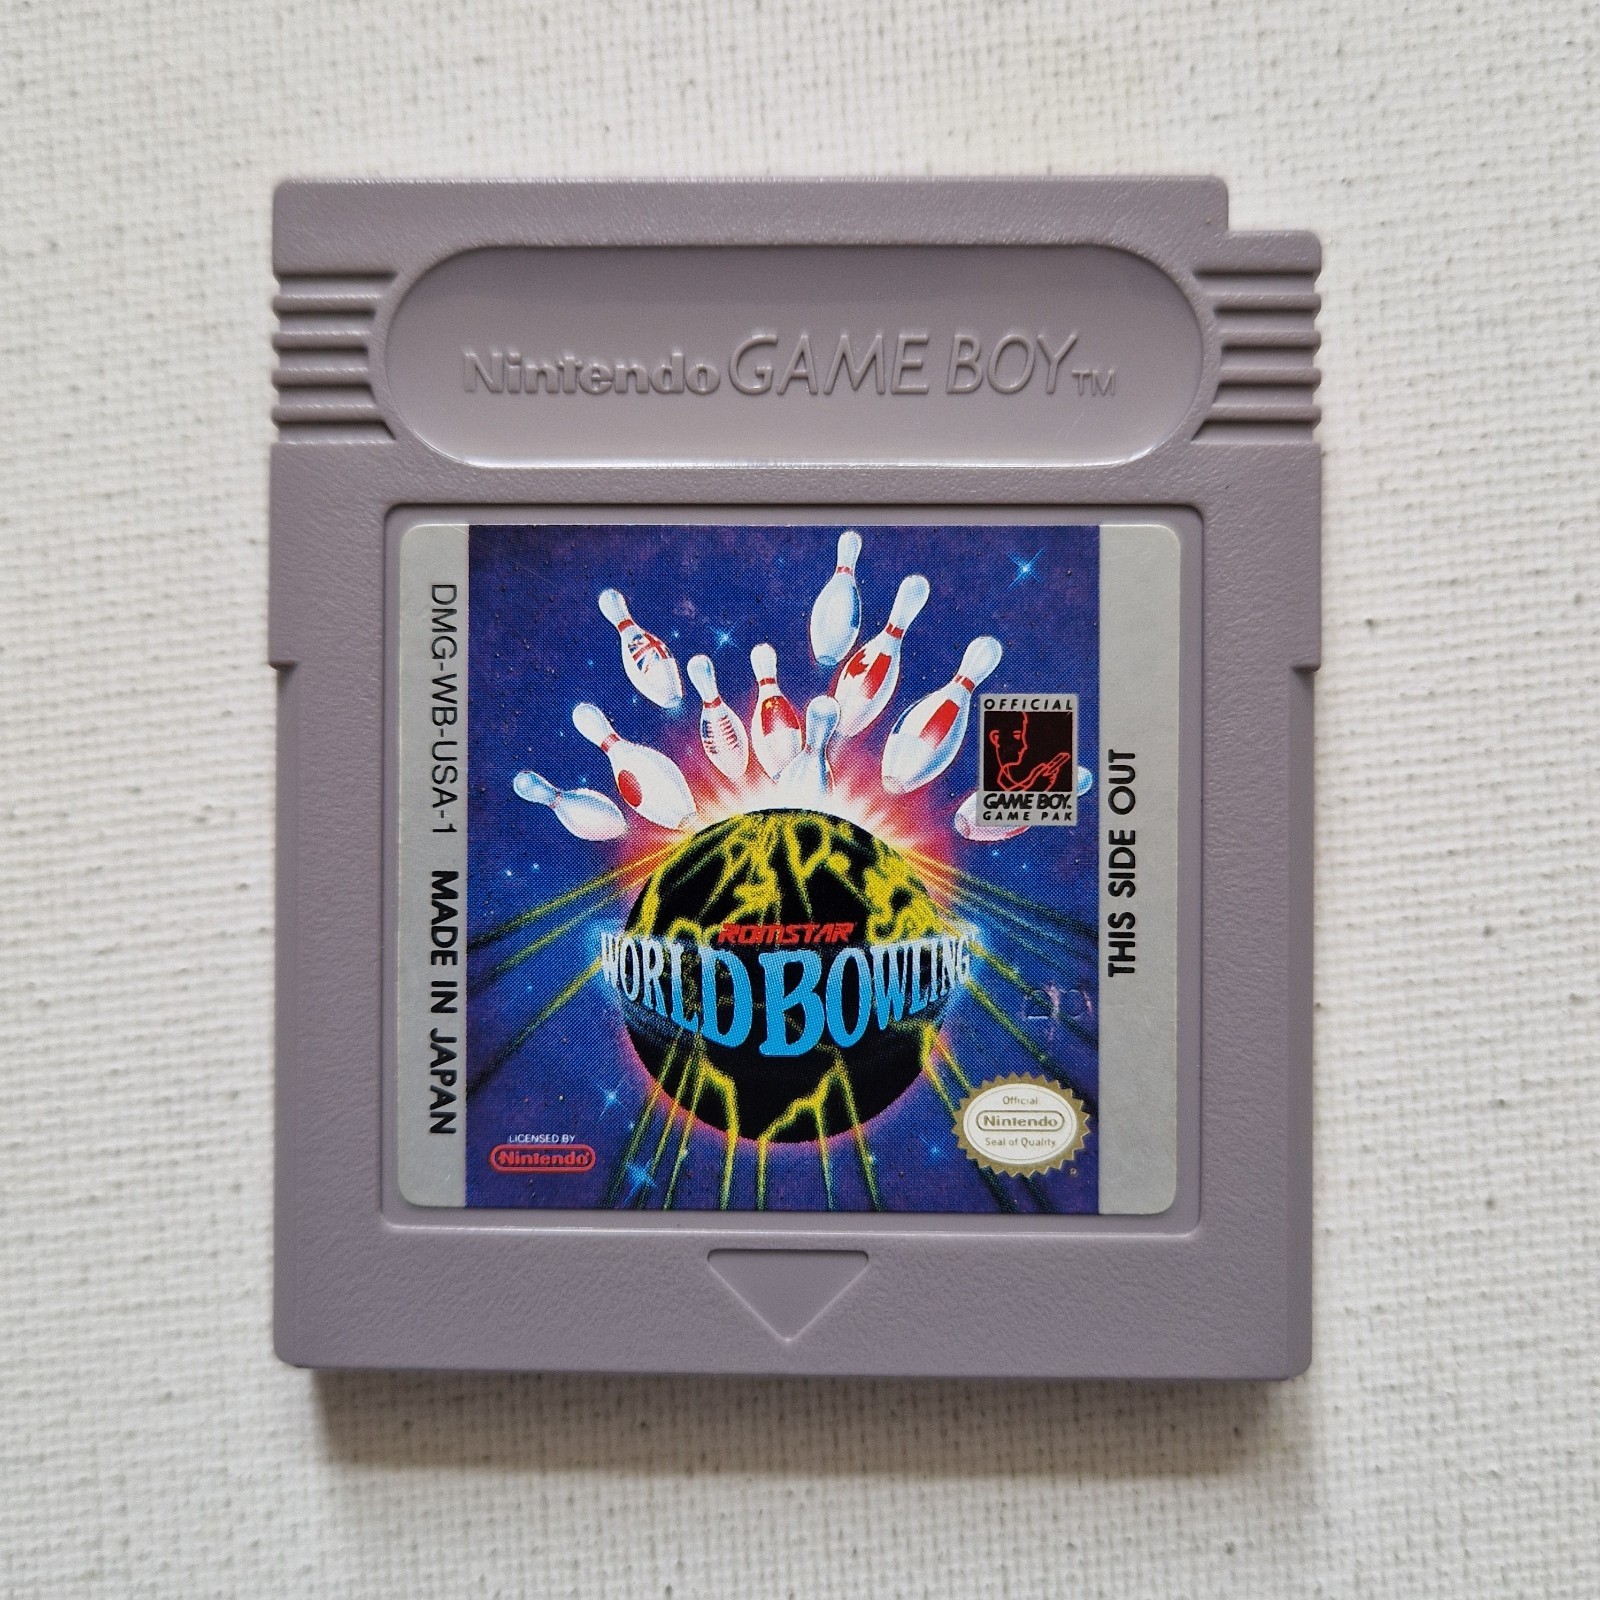 Nintendo GAME BOY TM
DMG-WB-USA-1 MADE IN JAPAN
OFFICIAL
GAME BOY.
GAME PAK
THIS SIDE OUT
ROMSTAR
WORLD BOWLING
LICENSED BY
Nintendo®
Official
Nintendo
Seal of Quality
®